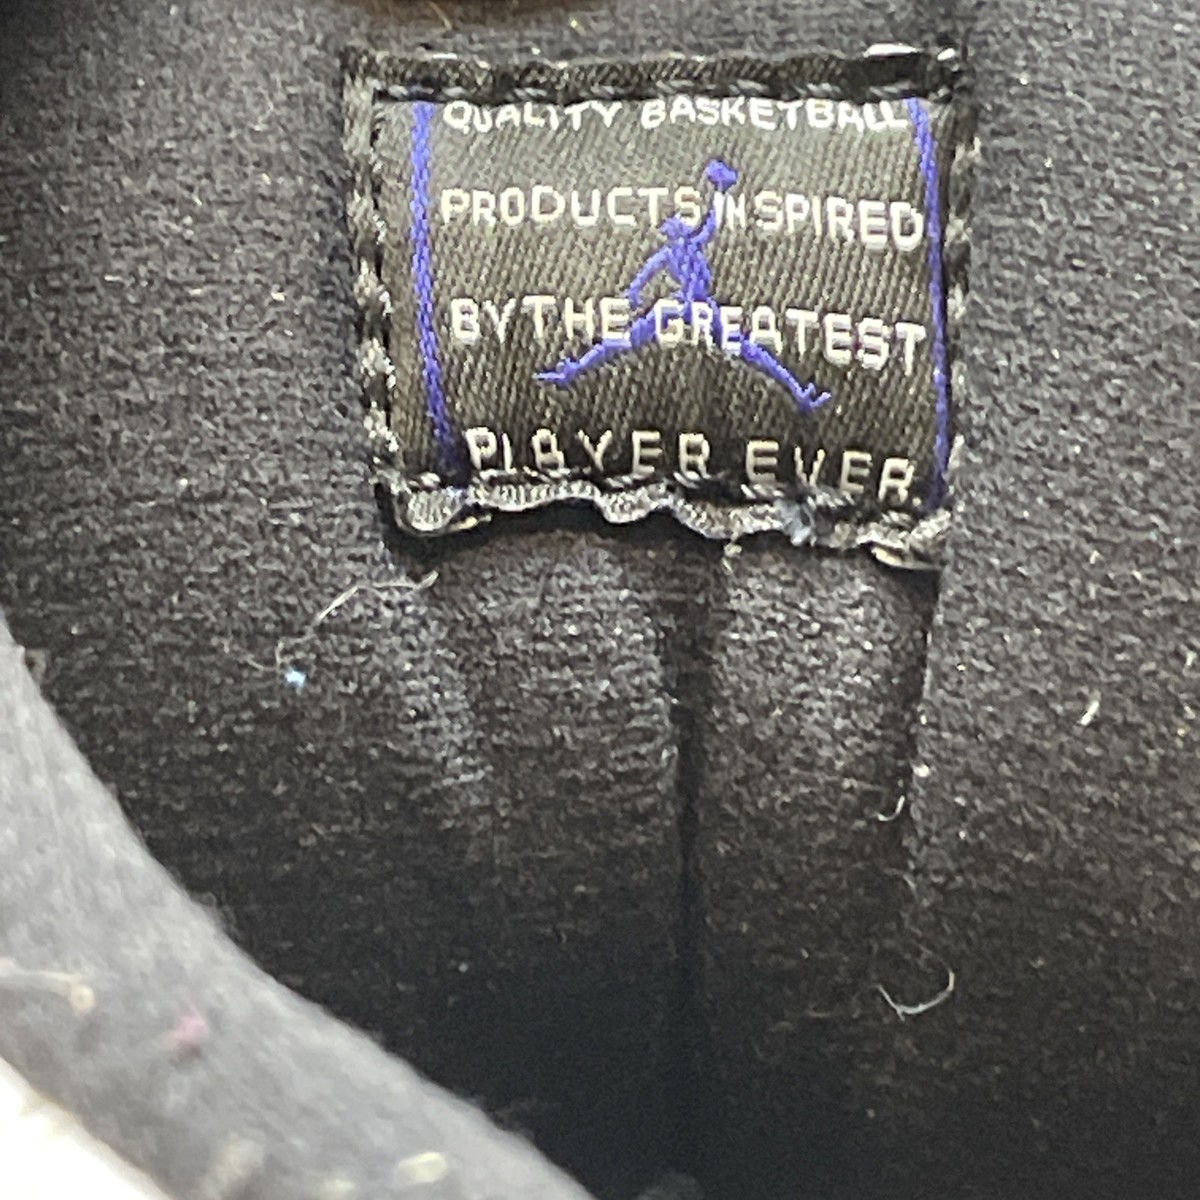 QUALITY BASKETBALL
PRODUCTS INSPIRED
BY THE GREATEST
PLAYER EVER.